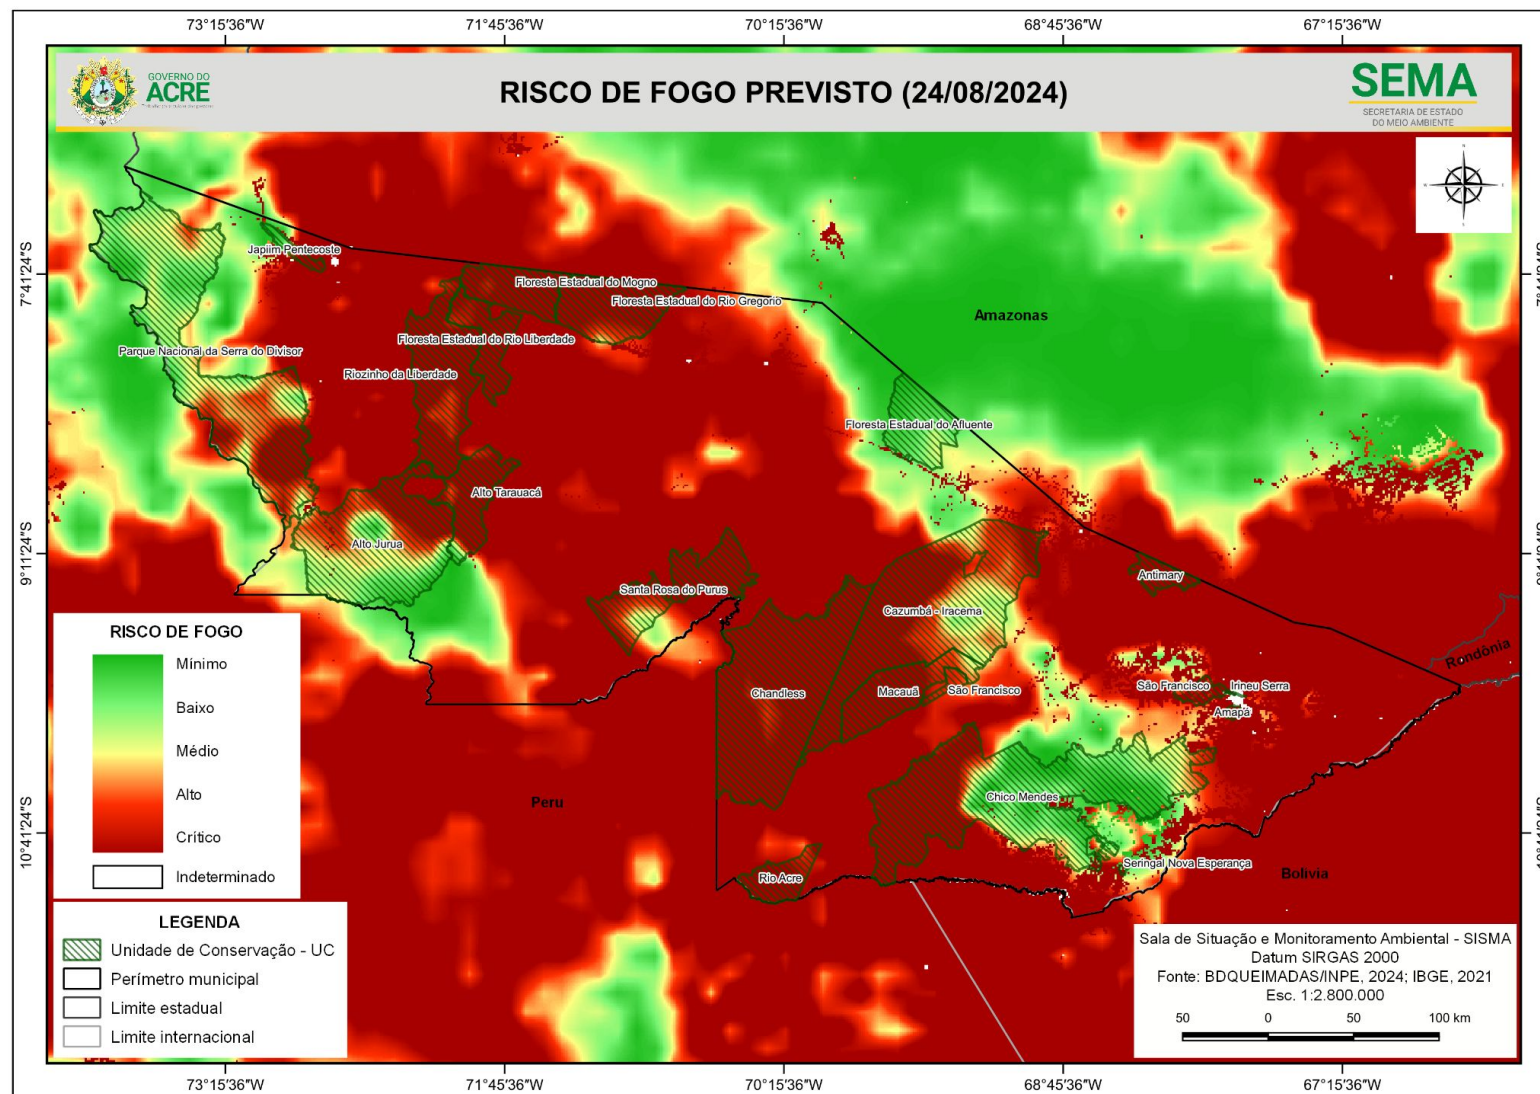 73°15'36"W 71°45'36"W 70°15'36"W 68°45'36"W 67°15'36"W
GOVERNO DO
ACRE
RISCO DE FOGO PREVISTO (24/08/2024)
SEMA
SECRETARIA DE ESTADO
DO MEIO AMBIENTE
7°41'24"S
Japiim Pentecoste
Floresta Estadual do Mogno
Floresta Estadual do Rio Gregorio
Amazonas
Floresta Estadual do Rio Liberdade
Parque Nacional da Serra do Divisor
Riozinho da Liberdade
Floresta Estadual do Afluente
Alto Tarauacá
Alto Jurua
9°11'24"S
Antimary
Santa Rosa do Purus
Cazumbá - Iracema
Rondônia
Chandless
Macauã
São Francisco
São Francisco
Irineu Serra
Amapá
Peru
Chico Mendes
Seringal Nova Esperança
Rio Acre
Bolivia
10°41'24"S
RISCO DE FOGO
Mínimo
Baixo
Médio
Alto
Crítico
Indeterminado
LEGENDA
Unidade de Conservação - UC
Perímetro municipal
Limite estadual
Limite internacional
Sala de Situação e Monitoramento Ambiental - SISMA
Datum SIRGAS 2000
Fonte: BDQUEIMADAS/INPE, 2024; IBGE, 2021
Esc. 1:2.800.000
50 0 50 100 km
73°15'36"W 71°45'36"W 70°15'36"W 68°45'36"W 67°15'36"W